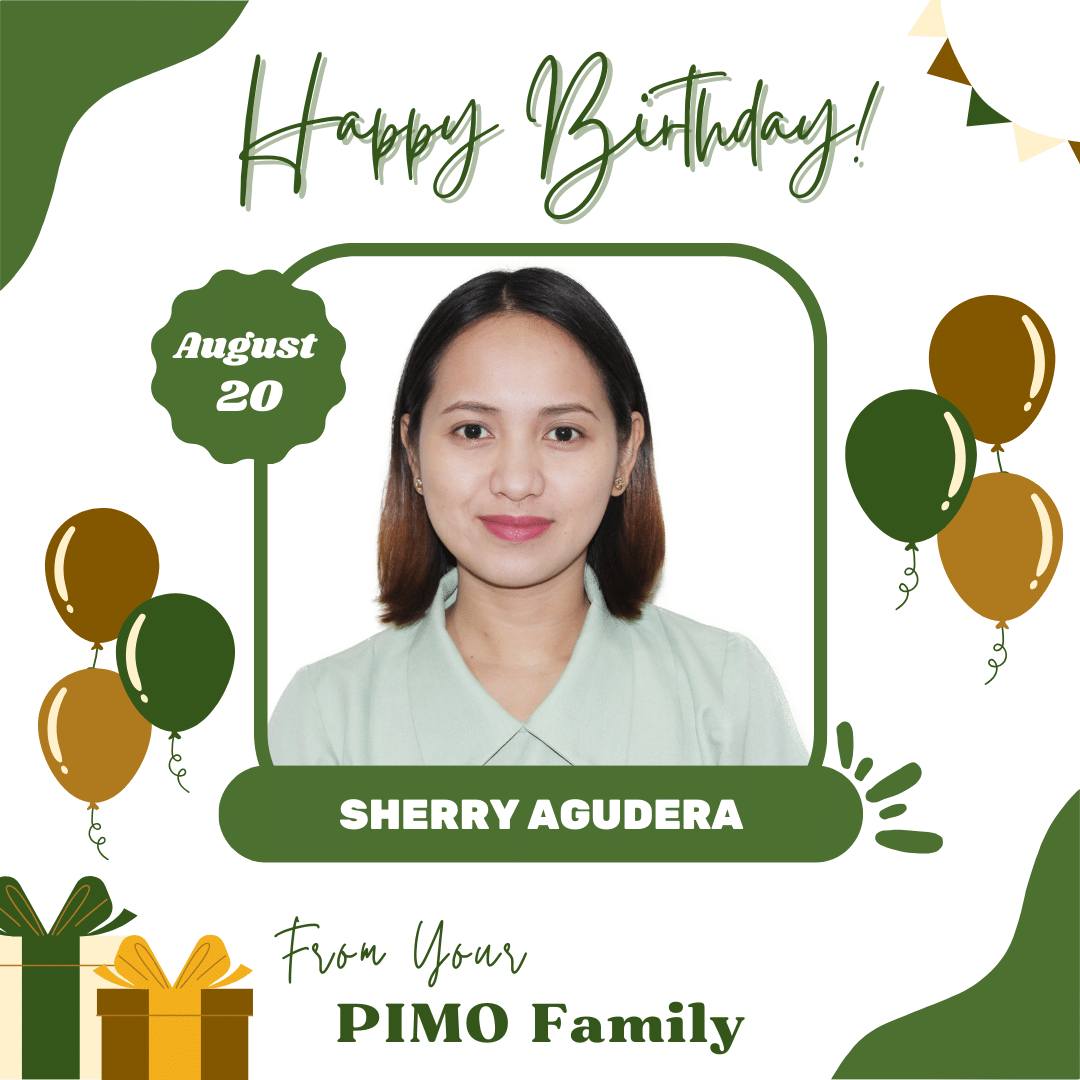 Happy Birthday!
August
20
SHERRY AGUDERA
From Your
PIMO Family